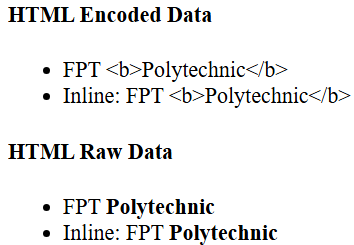 HTML Encoded Data
• FPT <b>Polytechnic</b>
• Inline: FPT <b>Polytechnic</b>
HTML Raw Data
• FPT Polytechnic
• Inline: FPT Polytechnic